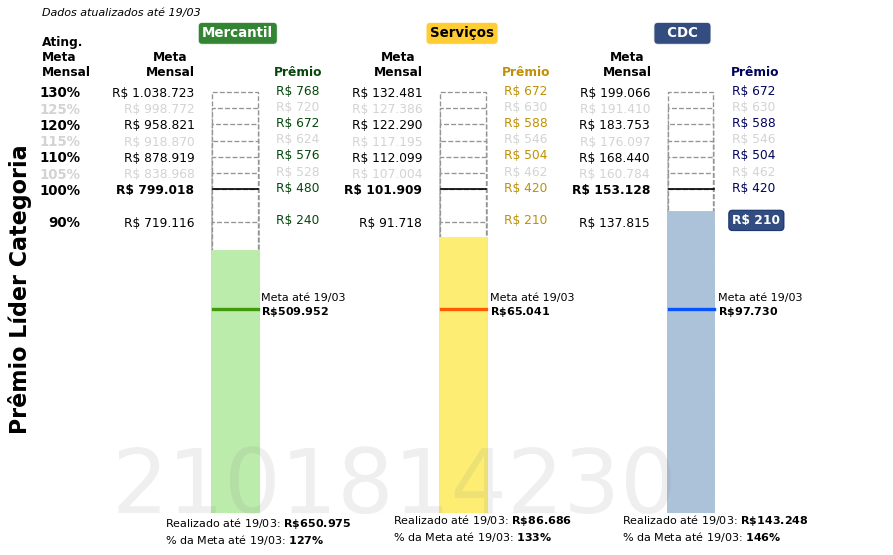 Dados atualizados até 19/03
Mercantil Serviços CDC
Ating. Meta Mensal
Meta Mensal Prêmio Meta Mensal Prêmio Meta Mensal Prêmio
130% R$ 1.038.723 R$ 768 R$ 132.481 R$ 672 R$ 199.066 R$ 672
125% R$ 998.772 R$ 720 R$ 127.386 R$ 630 R$ 191.410 R$ 630
120% R$ 958.821 R$ 672 R$ 122.290 R$ 588 R$ 183.753 R$ 588
115% R$ 918.870 R$ 624 R$ 117.195 R$ 546 R$ 176.097 R$ 546
110% R$ 878.919 R$ 576 R$ 112.099 R$ 504 R$ 168.440 R$ 504
105% R$ 838.968 R$ 528 R$ 107.004 R$ 462 R$ 160.784 R$ 462
100% R$ 799.018 R$ 480 R$ 101.909 R$ 420 R$ 153.128 R$ 420
90% R$ 719.116 R$ 240 R$ 91.718 R$ 210 R$ 137.815 R$ 210
Prêmio Líder Categoria
Meta até 19/03 Meta até 19/03 Meta até 19/03
R$509.952 R$65.041 R$97.730
2101814230
Realizado até 19/03: R$650.975 Realizado até 19/03: R$86.686 Realizado até 19/03: R$143.248
% da Meta até 19/03: 127% % da Meta até 19/03: 133% % da Meta até 19/03: 146%